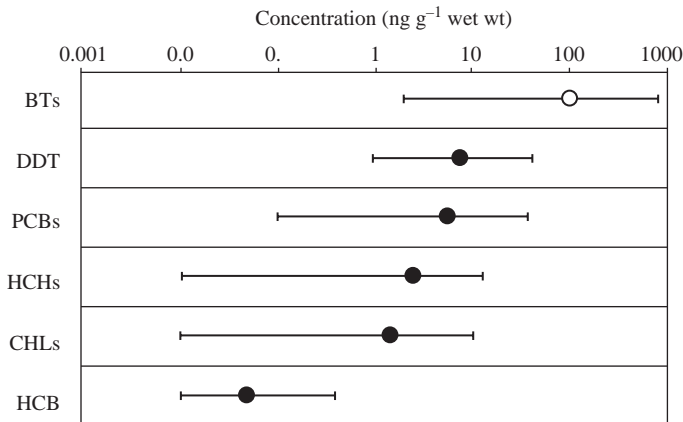 Concentration (ng g⁻¹ wet wt)
0.001 0.0 0. 1 10 100 1000
BTs
DDT
PCBs
HCHs
CHLs
HCB